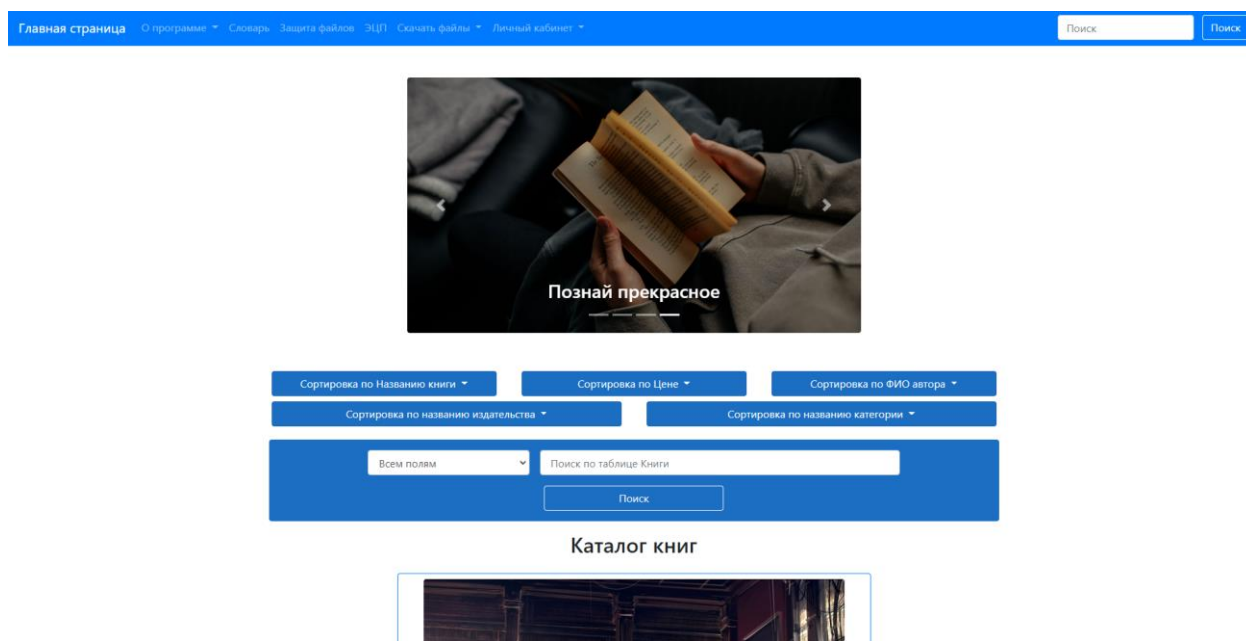 Главная страница О программе Словарь Защита файлов ЭЦП Скачать файлы Личный кабинет Поиск Поиск
Познай прекрасное
Сортировка по Названию книги Сортировка по Цене Сортировка по ФИО автора
Сортировка по названию издательства Сортировка по названию категории
Всем полям Поиск по таблице Книги
Поиск
Каталог книг